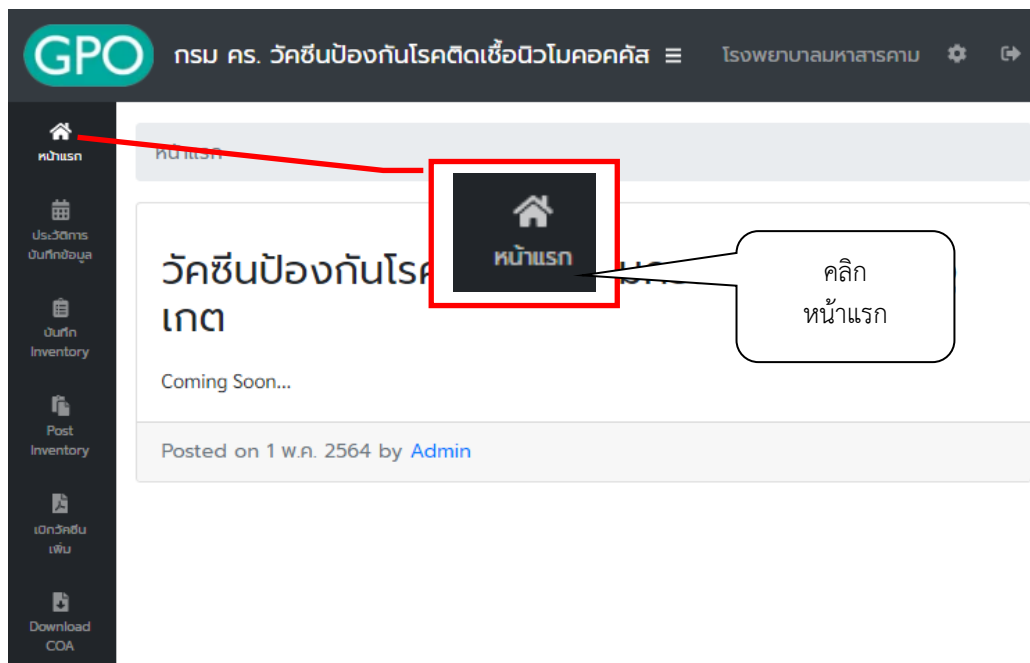 GPO กรม คร. วัคซีนป้องกันโรคติดเชื้อนิวโมคอคคัส โรงพยาบาลมหาสารคาม
หน้าแรก
หน้าแรก
ประวัติการ
บันทึกข้อมูล
บันทึก
Inventory
Post
Inventory
เบิกวัคซีน
เพิ่ม
Download
COA
หน้าแรก
คลิก
หน้าแรก
วัคซีนป้องกันโรค
เกต
Coming Soon...
Posted on 1 พ.ค. 2564 by Admin